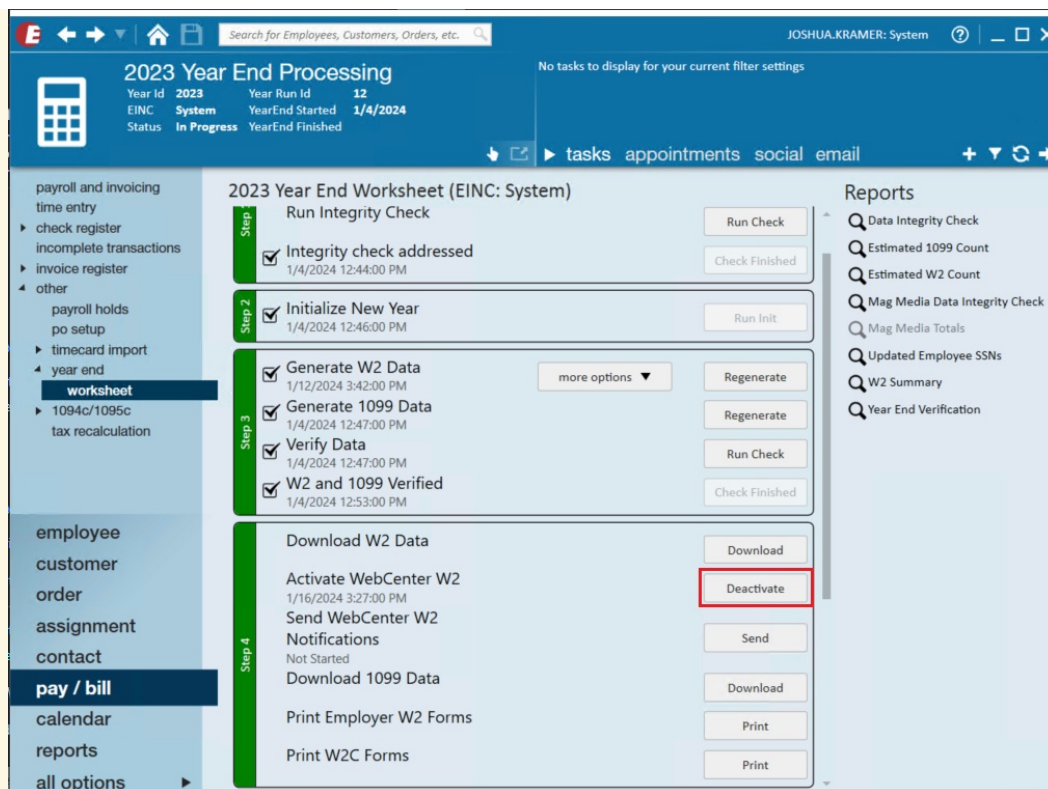 Search for Employees, Customers, Orders, etc.
JOSHUA.KRAMER: System
2023 Year End Processing
Year Id 2023 Year Run Id 12
EINC System YearEnd Started 1/4/2024
Status In Progress YearEnd Finished
No tasks to display for your current filter settings
tasks appointments social email
payroll and invoicing
time entry
check register
incomplete transactions
invoice register
other
payroll holds
po setup
timecard import
year end
worksheet
1094c/1095c
tax recalculation
employee
customer
order
assignment
contact
pay / bill
calendar
reports
all options
2023 Year End Worksheet (EINC: System)
Step
Run Integrity Check
Run Check
Integrity check addressed
1/4/2024 12:44:00 PM
Check Finished
Step 2
Initialize New Year
1/4/2024 12:46:00 PM
Run Init
Step 3
Generate W2 Data
1/12/2024 3:42:00 PM
more options
Regenerate
Generate 1099 Data
1/4/2024 12:47:00 PM
Regenerate
Verify Data
1/4/2024 12:47:00 PM
Run Check
W2 and 1099 Verified
1/4/2024 12:53:00 PM
Check Finished
Step 4
Download W2 Data
Download
Activate WebCenter W2
1/16/2024 3:27:00 PM
Deactivate
Send WebCenter W2
Notifications
Not Started
Send
Download 1099 Data
Download
Print Employer W2 Forms
Print
Print W2C Forms
Print
Reports
Data Integrity Check
Estimated 1099 Count
Estimated W2 Count
Mag Media Data Integrity Check
Mag Media Totals
Updated Employee SSNs
W2 Summary
Year End Verification